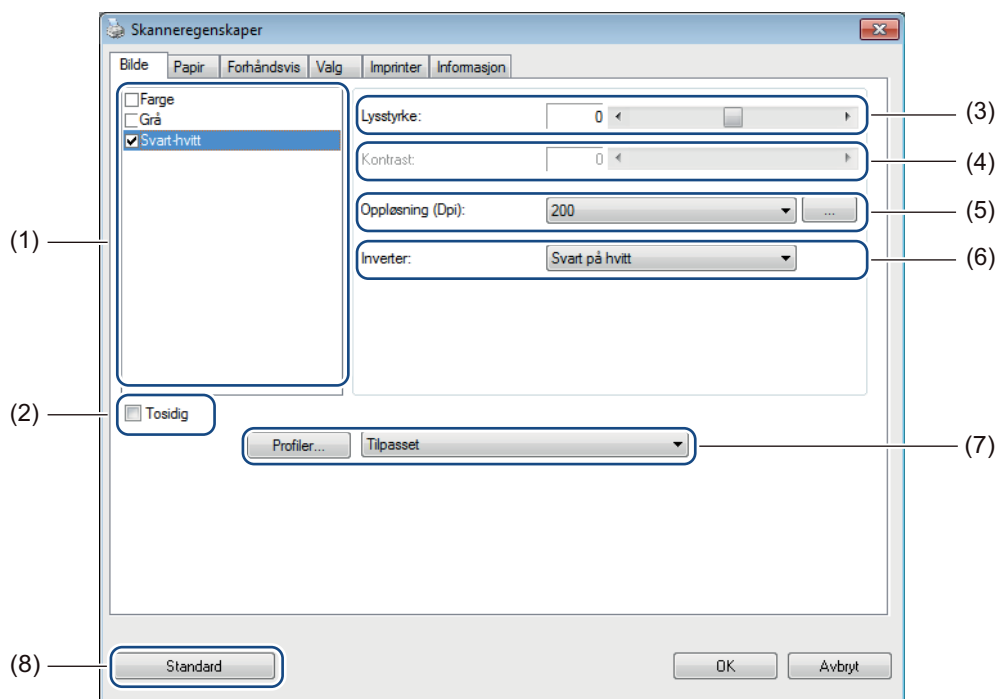 Skanneregenskaper
Bilde Papir Forhåndsvis Valg Imprinter Informasjon
Farge
Grå
Svart-hvitt
Lysstyrke: 0
(3)
Kontrast: 0
(4)
Oppløsning (Dpi): 200 ...
(5)
(1)
Inverter: Svart på hvitt
(6)
(2)
Tosidig
Profiler... Tilpasset
(7)
(8)
Standard OK Avbryt